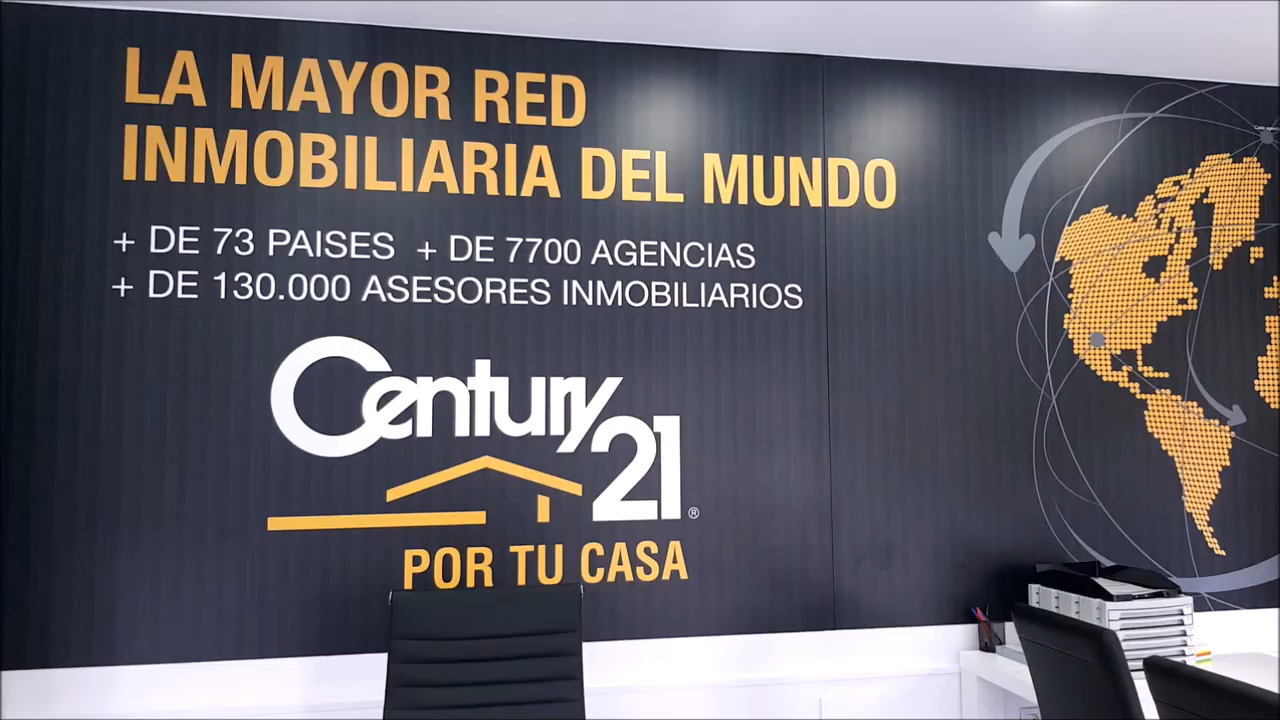 LA MAYOR RED
INMOBILIARIA DEL MUNDO
+ DE 73 PAISES + DE 7700 AGENCIAS
+ DE 130.000 ASESORES INMOBILIARIOS
Century
21®
POR TU CASA